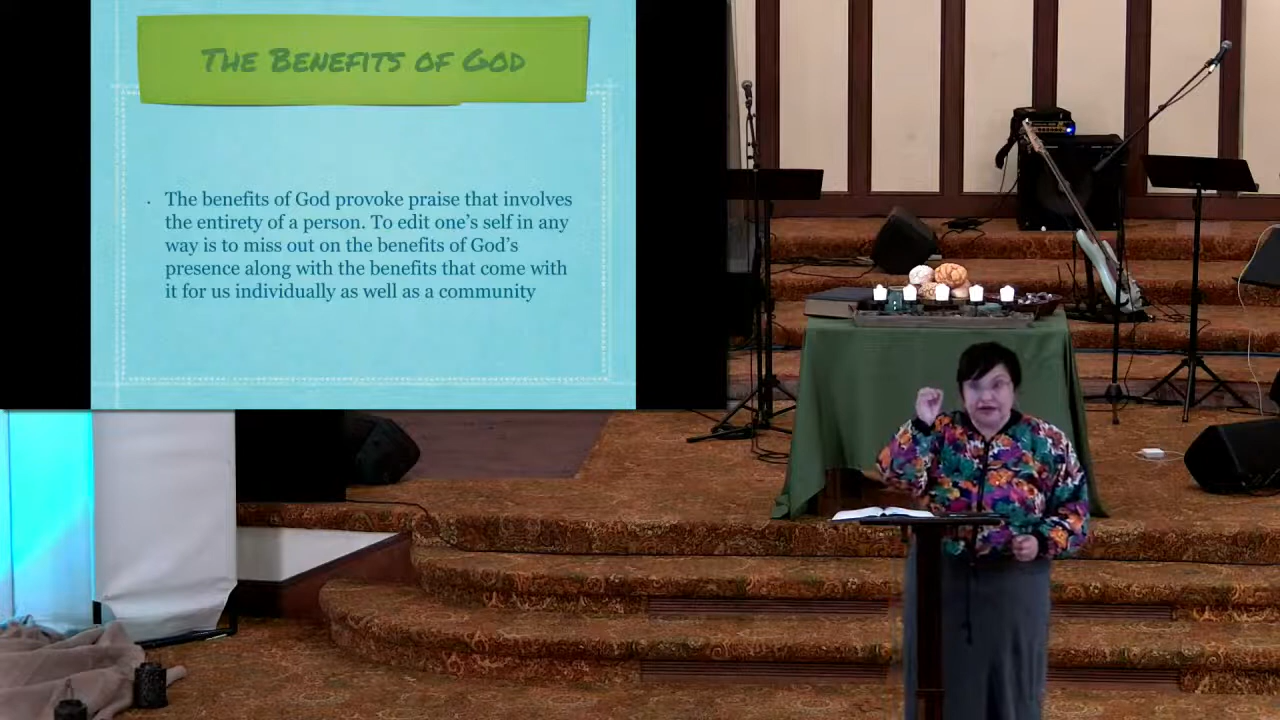 The Benefits of God
. The benefits of God provoke praise that involves
the entirety of a person. To edit one's self in any
way is to miss out on the benefits of God's
presence along with the benefits that come with
it for us individually as well as a community